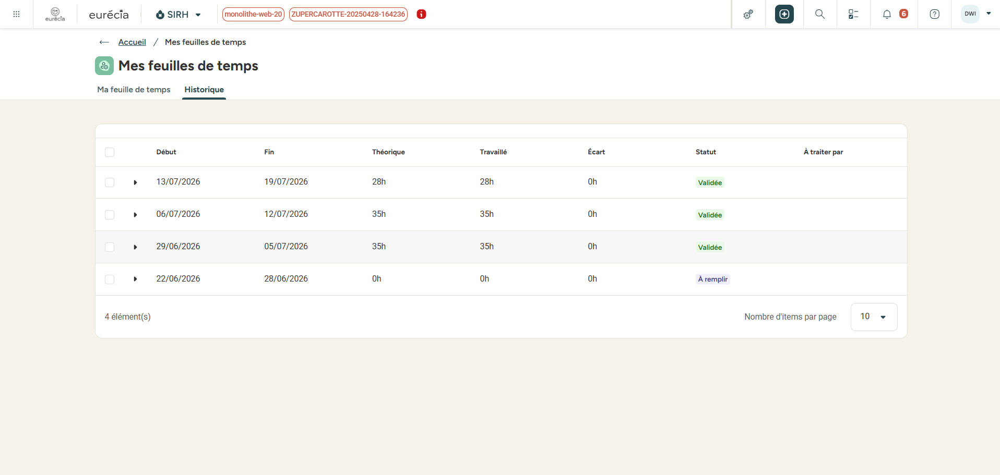 eurécia
eurécia
SIRH
monolithe-web-20
ZUPERCAROTTE-20250428-164236
6
DWI
Accueil / Mes feuilles de temps
Mes feuilles de temps
Ma feuille de temps
Historique
Début Fin Théorique Travaillé Écart Statut À traiter par
13/07/2026 19/07/2026 28h 28h 0h Validée
06/07/2026 12/07/2026 35h 35h 0h Validée
29/06/2026 05/07/2026 35h 35h 0h Validée
22/06/2026 28/06/2026 0h 0h 0h À remplir
4 élément(s)
Nombre d'items par page 10